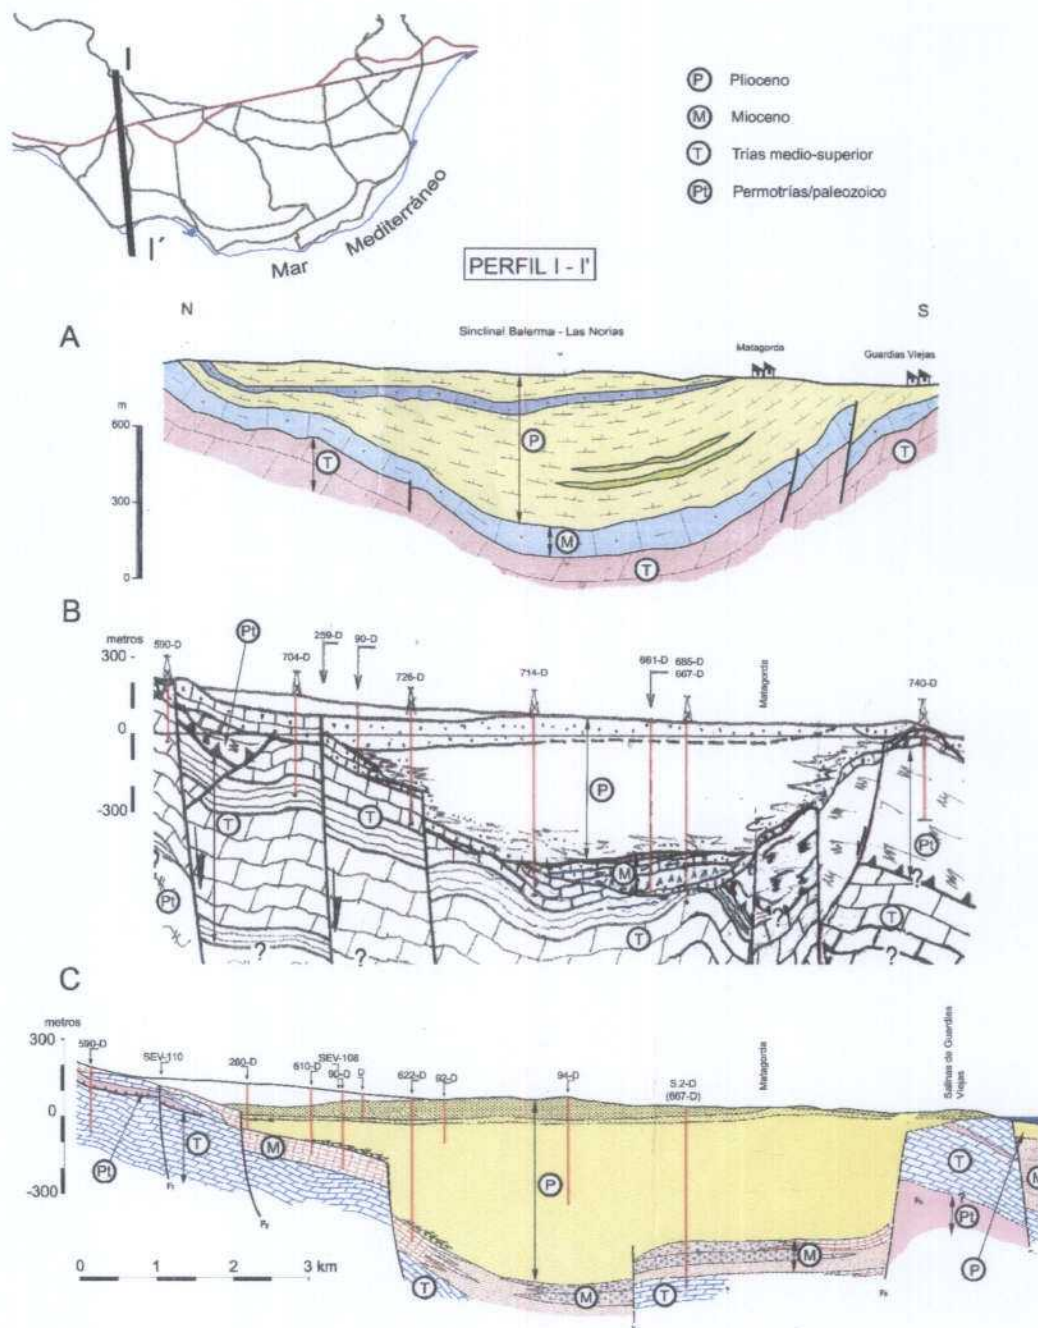 I
I´
Mar Mediterráneo
P Plioceno
M Mioceno
T Trías medio-superior
Pt Permotrías/paleozoico
PERFIL I - I'
N
S
A
Sinclinal Balerma - Las Norias
Matagorda
Guardias Viejas
m
600
300
0
P
T
T
M
T
B
metros
300 -
0
-300
590-D
Pt
704-D
259-D
90-D
726-D
714-D
661-D
685-D
667-D
Matagorda
740-D
P
T
T
M
Pt
Pt
T
T
?
?
?
?
?
C
metros
300
0
-300
590-D
SEV-110
260-D
610-D
SEV-108
90-D
D
622-D
92-D
94-D
S.2-D
(667-D)
Matagorda
Salinas de Guardias Viejas
Pt
T
M
P
T
M
T
M
T
Pt
?
M
P
0 1 2 3 km